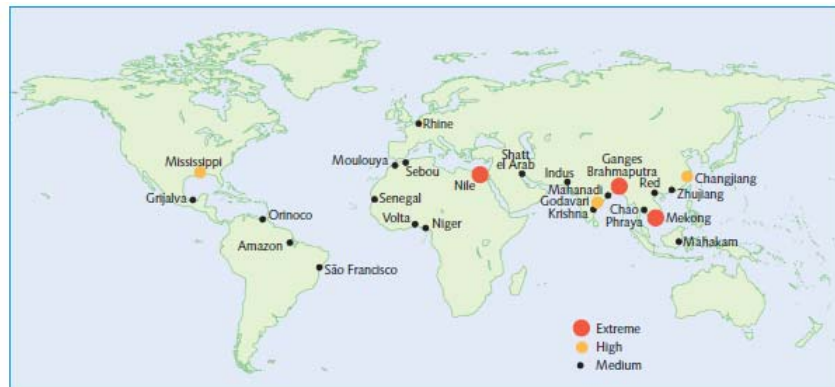 Rhine
Mississippi
Moulouya
Sebou
Shatt
el Arab
Ganges
Brahmaputra
Indus
Changjiang
Nile
Mahanadi
Red
Zhujiang
Grijalva
Senegal
Godavari
Krishna
Chao
Phraya
Mekong
Orinoco
Volta
Niger
Amazon
Mahakam
São Francisco
Extreme
High
Medium